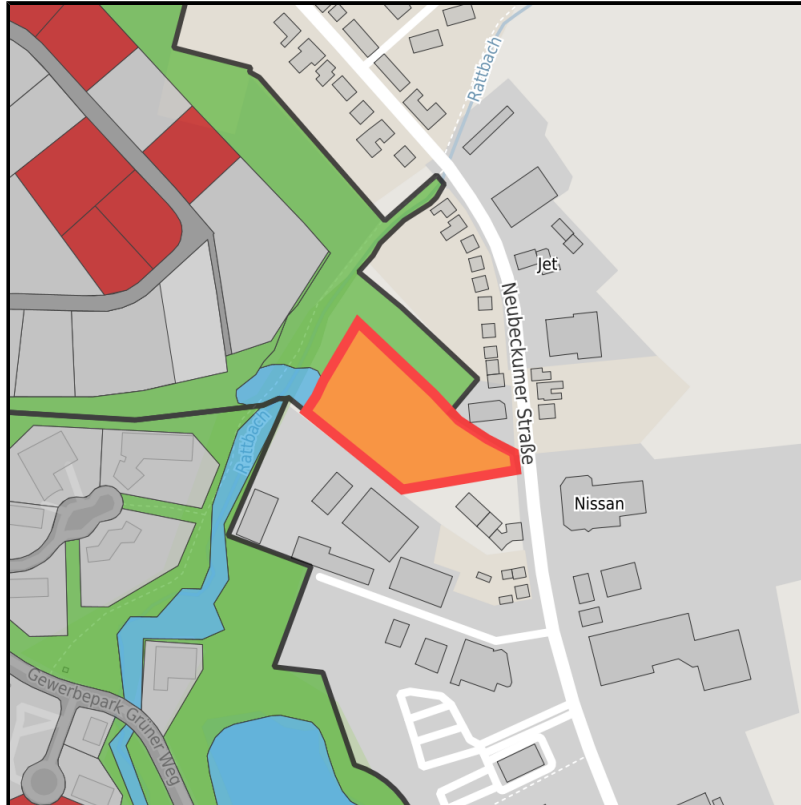 Rattbach
Jet
Neubeckumer Straße
Rattbach
Nissan
Gewerbepark Grüner Weg